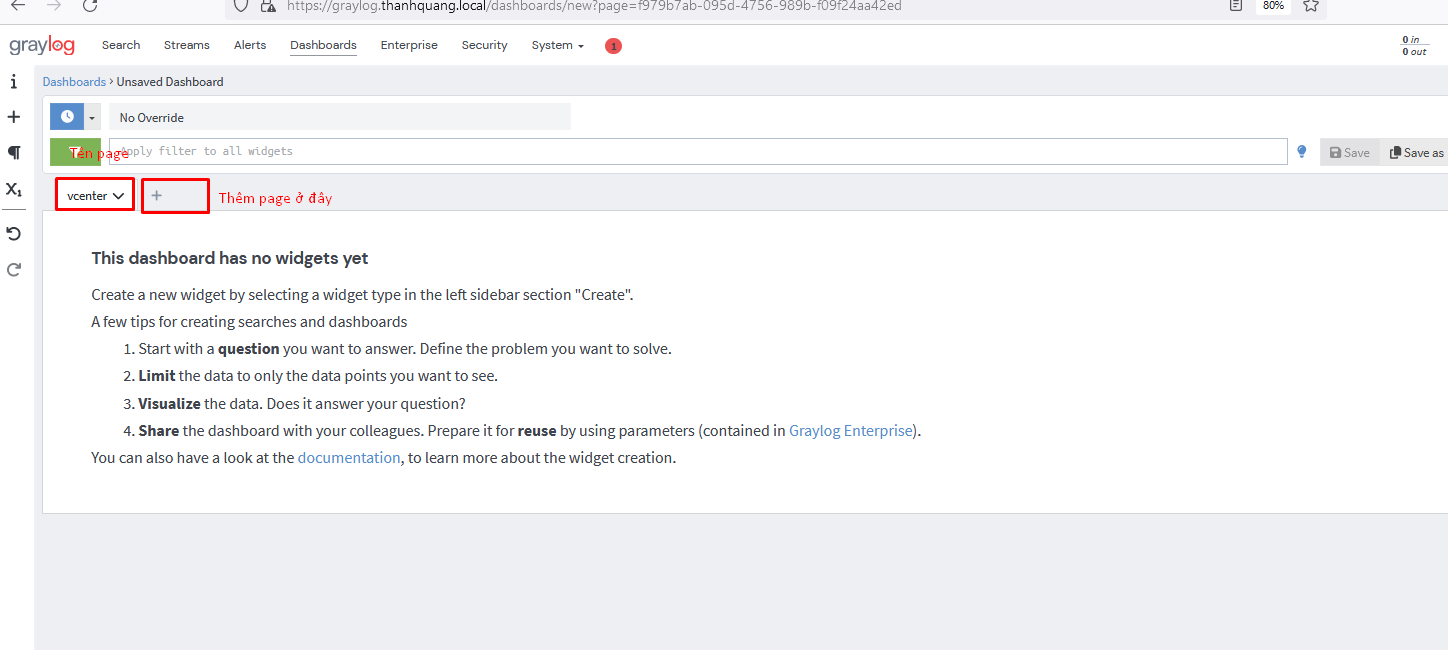 https://graylog.thanhquang.local/dashboards/new?page=f979b7ab-095d-4756-989b-f09f24aa42ed 80%
graylog Search Streams Alerts Dashboards Enterprise Security System 1 0 in
0 out
Dashboards › Unsaved Dashboard
No Override
Tên page Apply filter to all widgets Save Save as
vcenter + Thêm page ở đây
This dashboard has no widgets yet
Create a new widget by selecting a widget type in the left sidebar section "Create".
A few tips for creating searches and dashboards
1. Start with a question you want to answer. Define the problem you want to solve.
2. Limit the data to only the data points you want to see.
3. Visualize the data. Does it answer your question?
4. Share the dashboard with your colleagues. Prepare it for reuse by using parameters (contained in Graylog Enterprise).
You can also have a look at the documentation, to learn more about the widget creation.